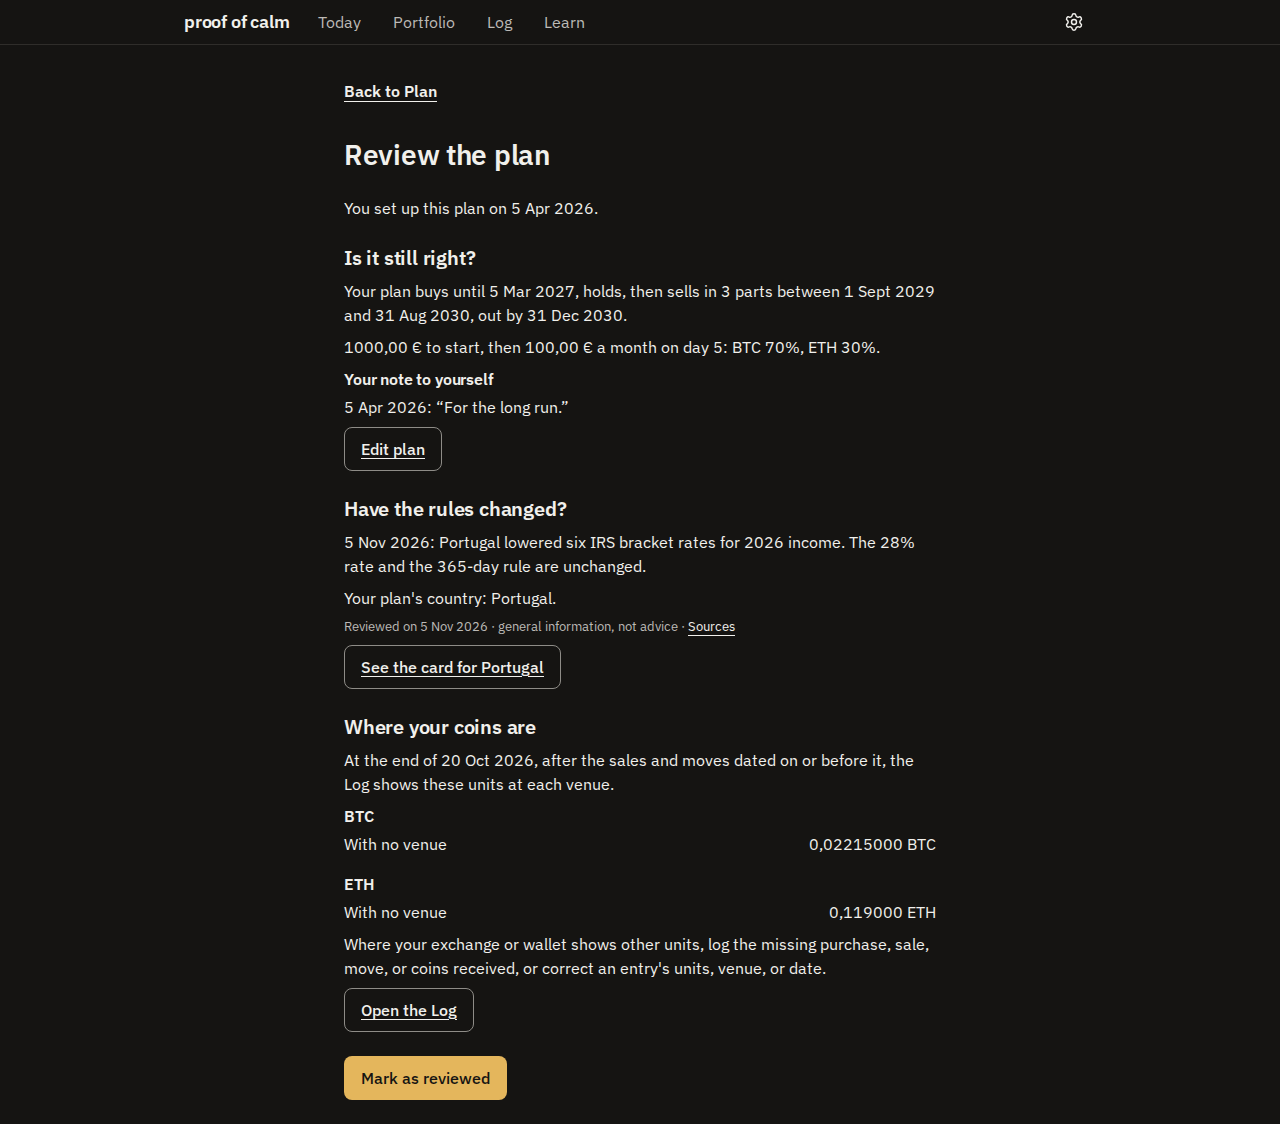 proof of calm Today Portfolio Log Learn
Back to Plan
Review the plan
You set up this plan on 5 Apr 2026.
Is it still right?
Your plan buys until 5 Mar 2027, holds, then sells in 3 parts between 1 Sept 2029
and 31 Aug 2030, out by 31 Dec 2030.
1000,00 € to start, then 100,00 € a month on day 5: BTC 70%, ETH 30%.
Your note to yourself
5 Apr 2026: “For the long run.”
Edit plan
Have the rules changed?
5 Nov 2026: Portugal lowered six IRS bracket rates for 2026 income. The 28%
rate and the 365-day rule are unchanged.
Your plan's country: Portugal.
Reviewed on 5 Nov 2026 · general information, not advice · Sources
See the card for Portugal
Where your coins are
At the end of 20 Oct 2026, after the sales and moves dated on or before it, the
Log shows these units at each venue.
BTC
With no venue 0,02215000 BTC
ETH
With no venue 0,119000 ETH
Where your exchange or wallet shows other units, log the missing purchase, sale,
move, or coins received, or correct an entry's units, venue, or date.
Open the Log
Mark as reviewed